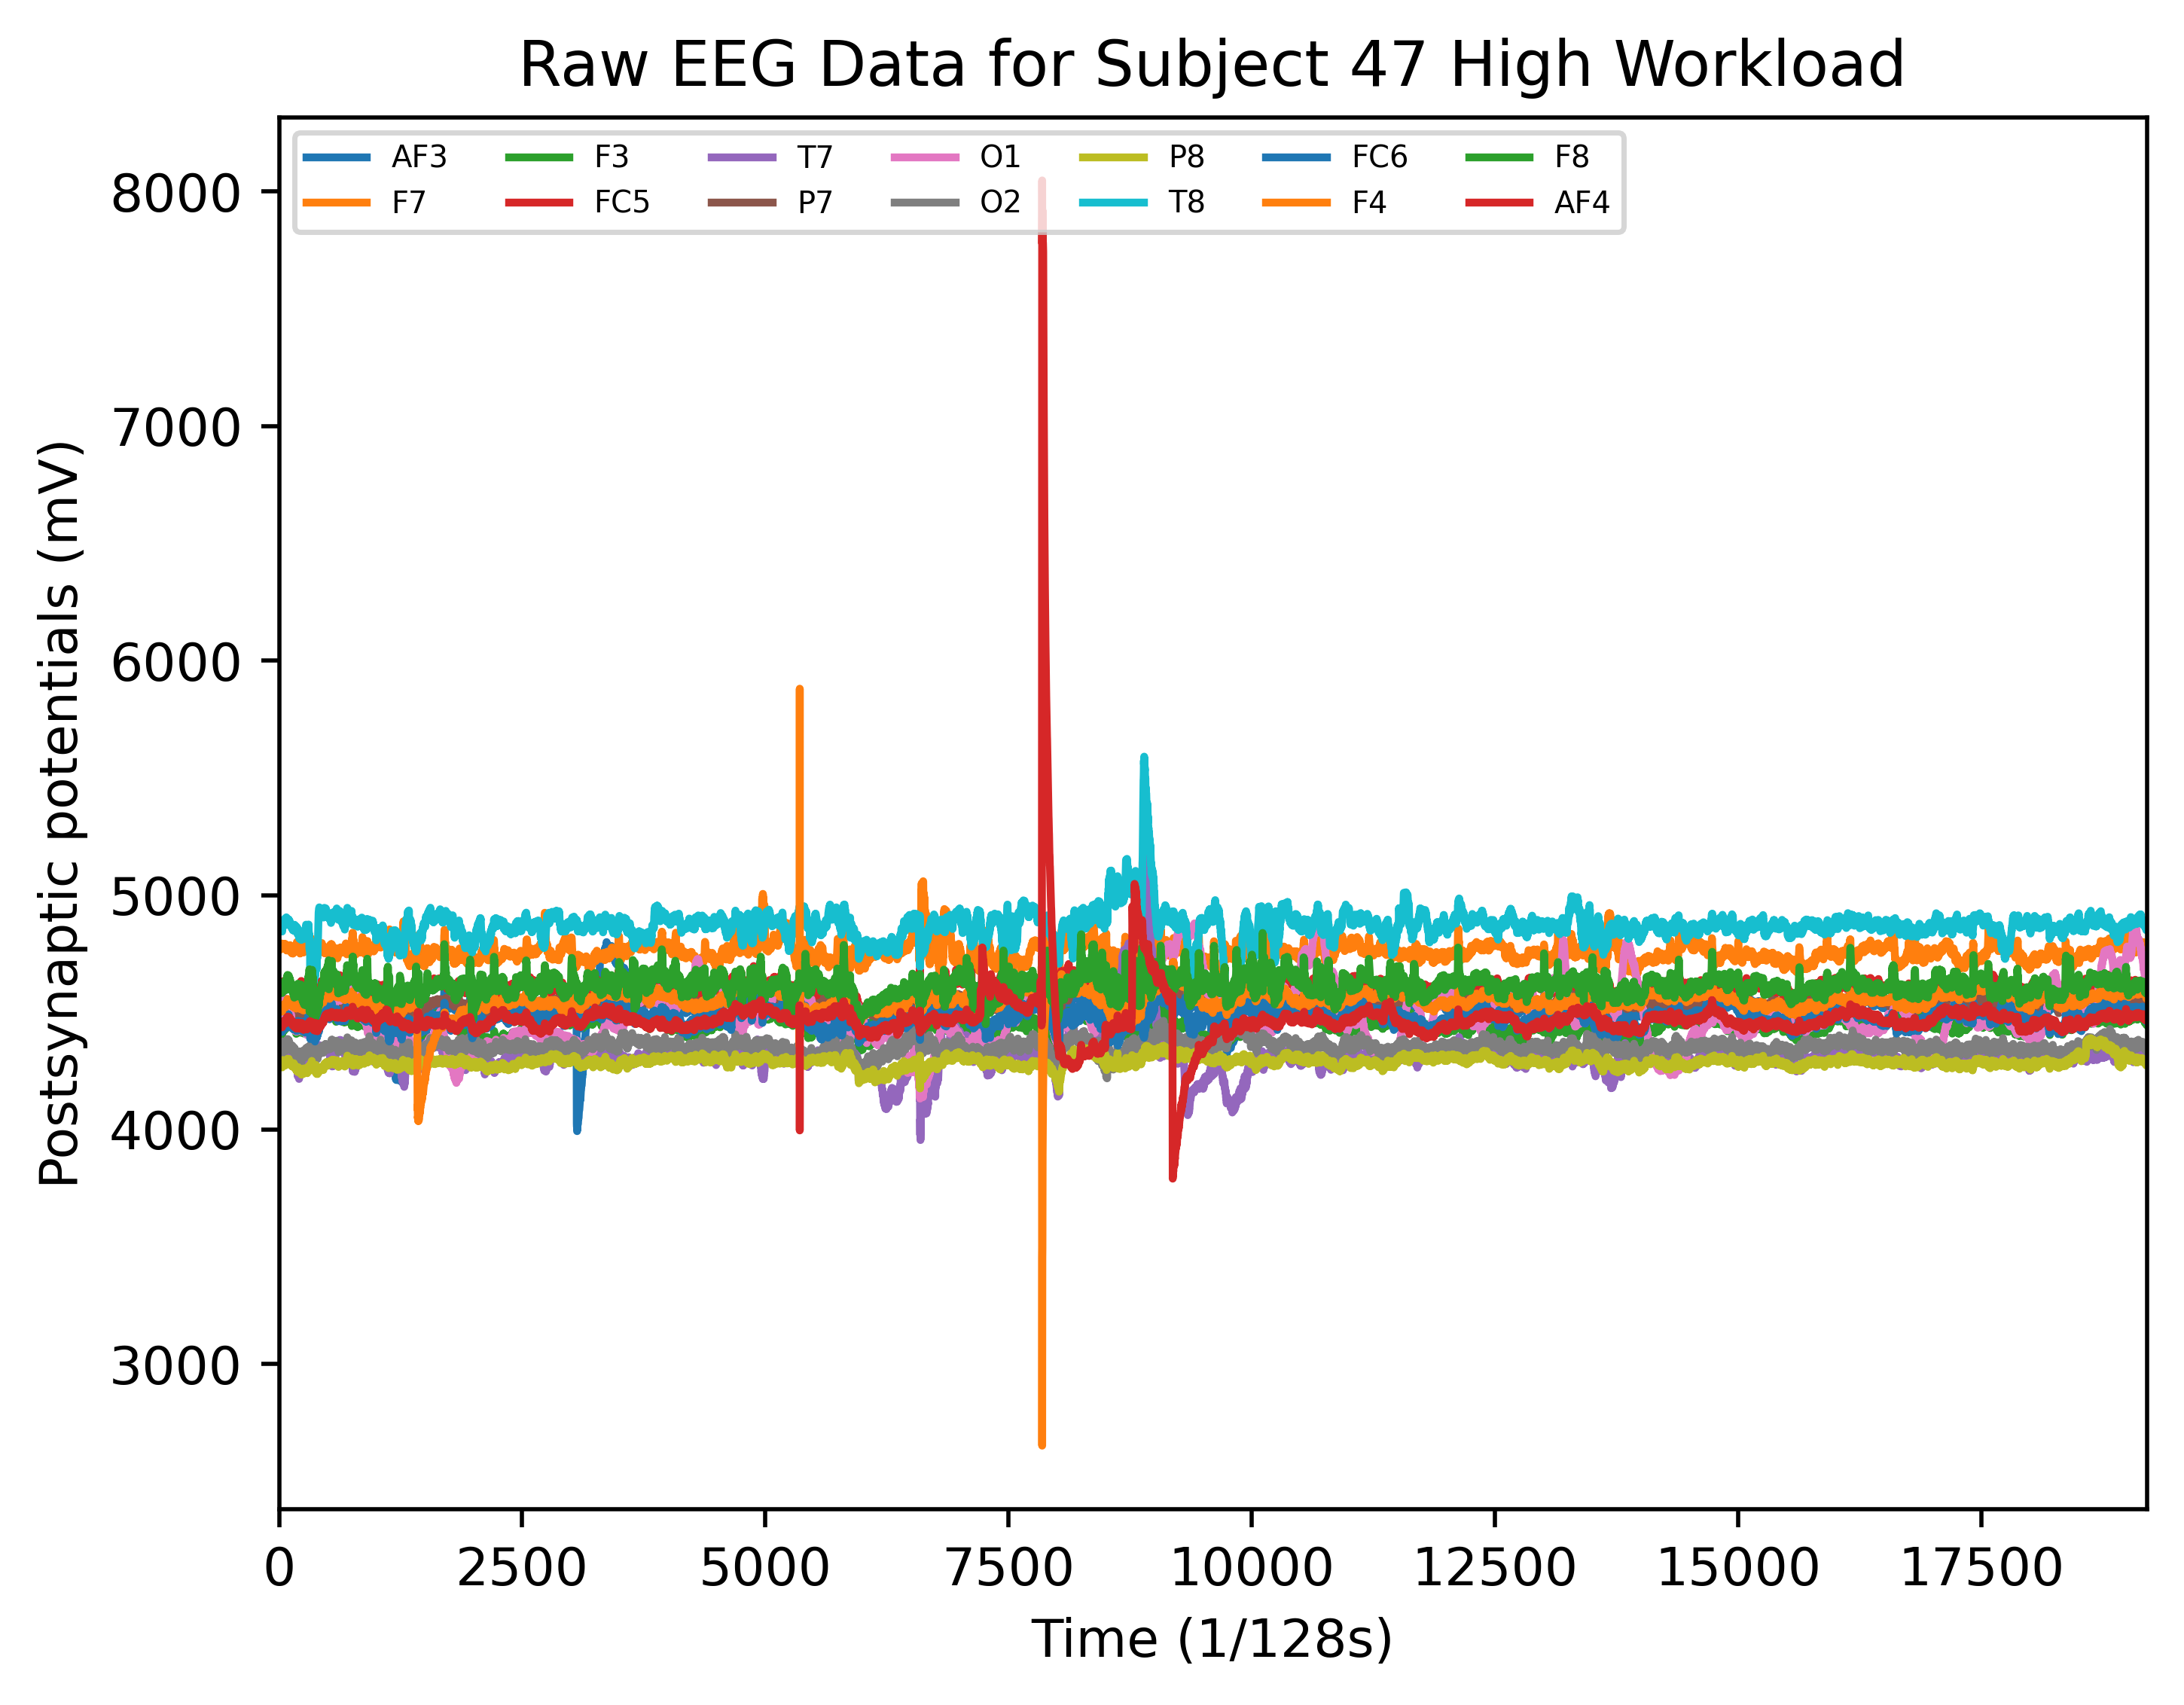 Raw EEG Data for Subject 47 High Workload
AF3 F3 T7 O1 P8 FC6 F8
F7 FC5 P7 O2 T8 F4 AF4
8000
7000
6000
5000
4000
3000
Postsynaptic potentials (mV)
0 2500 5000 7500 10000 12500 15000 17500
Time (1/128s)